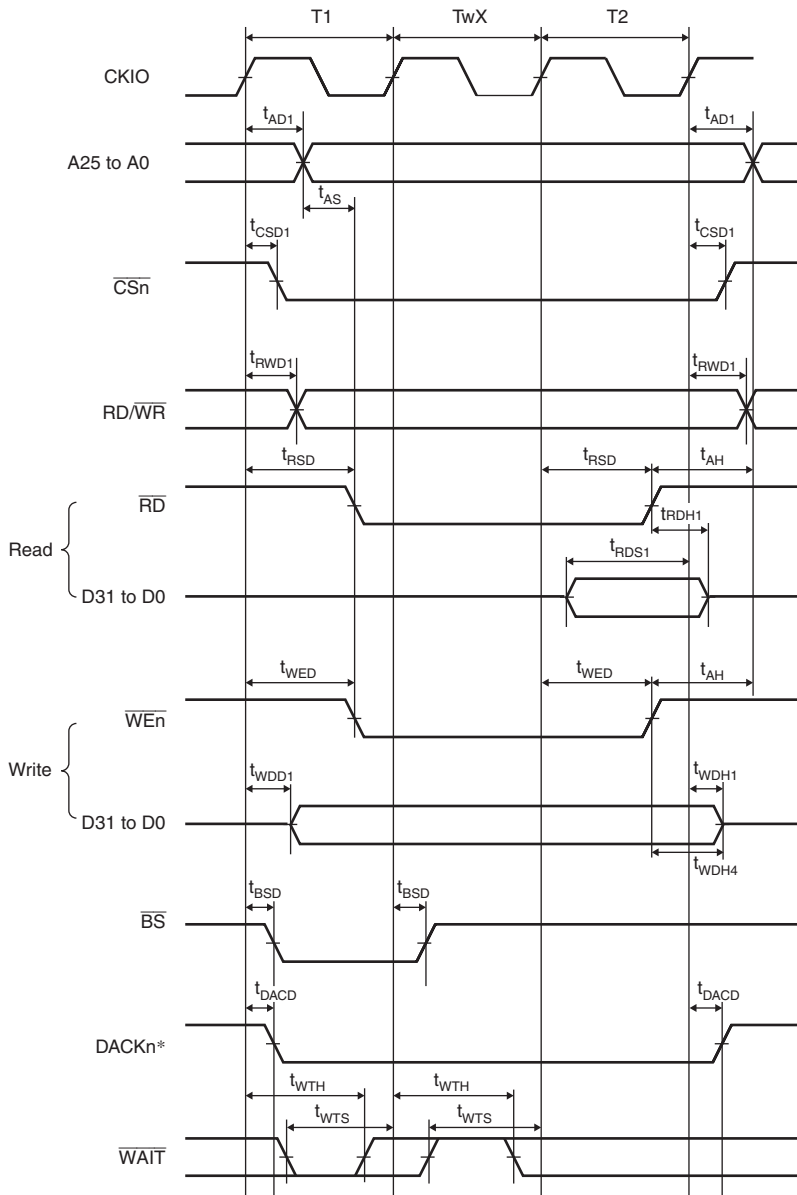 T1 TwX T2
CKIO
tAD1 tAD1
A25 to A0
tAS
tCSD1 tCSD1
CSn
tRWD1 tRWD1
RD/WR
tRSD tRSD tAH
RD
tRDH1
Read
tRDS1
D31 to D0
tWED tWED tAH
WEn
Write
tWDD1 tWDH1
D31 to D0
tWDH4
tBSD tBSD
BS
tDACD tDACD
DACKn*
tWTH tWTH
tWTS tWTS
WAIT